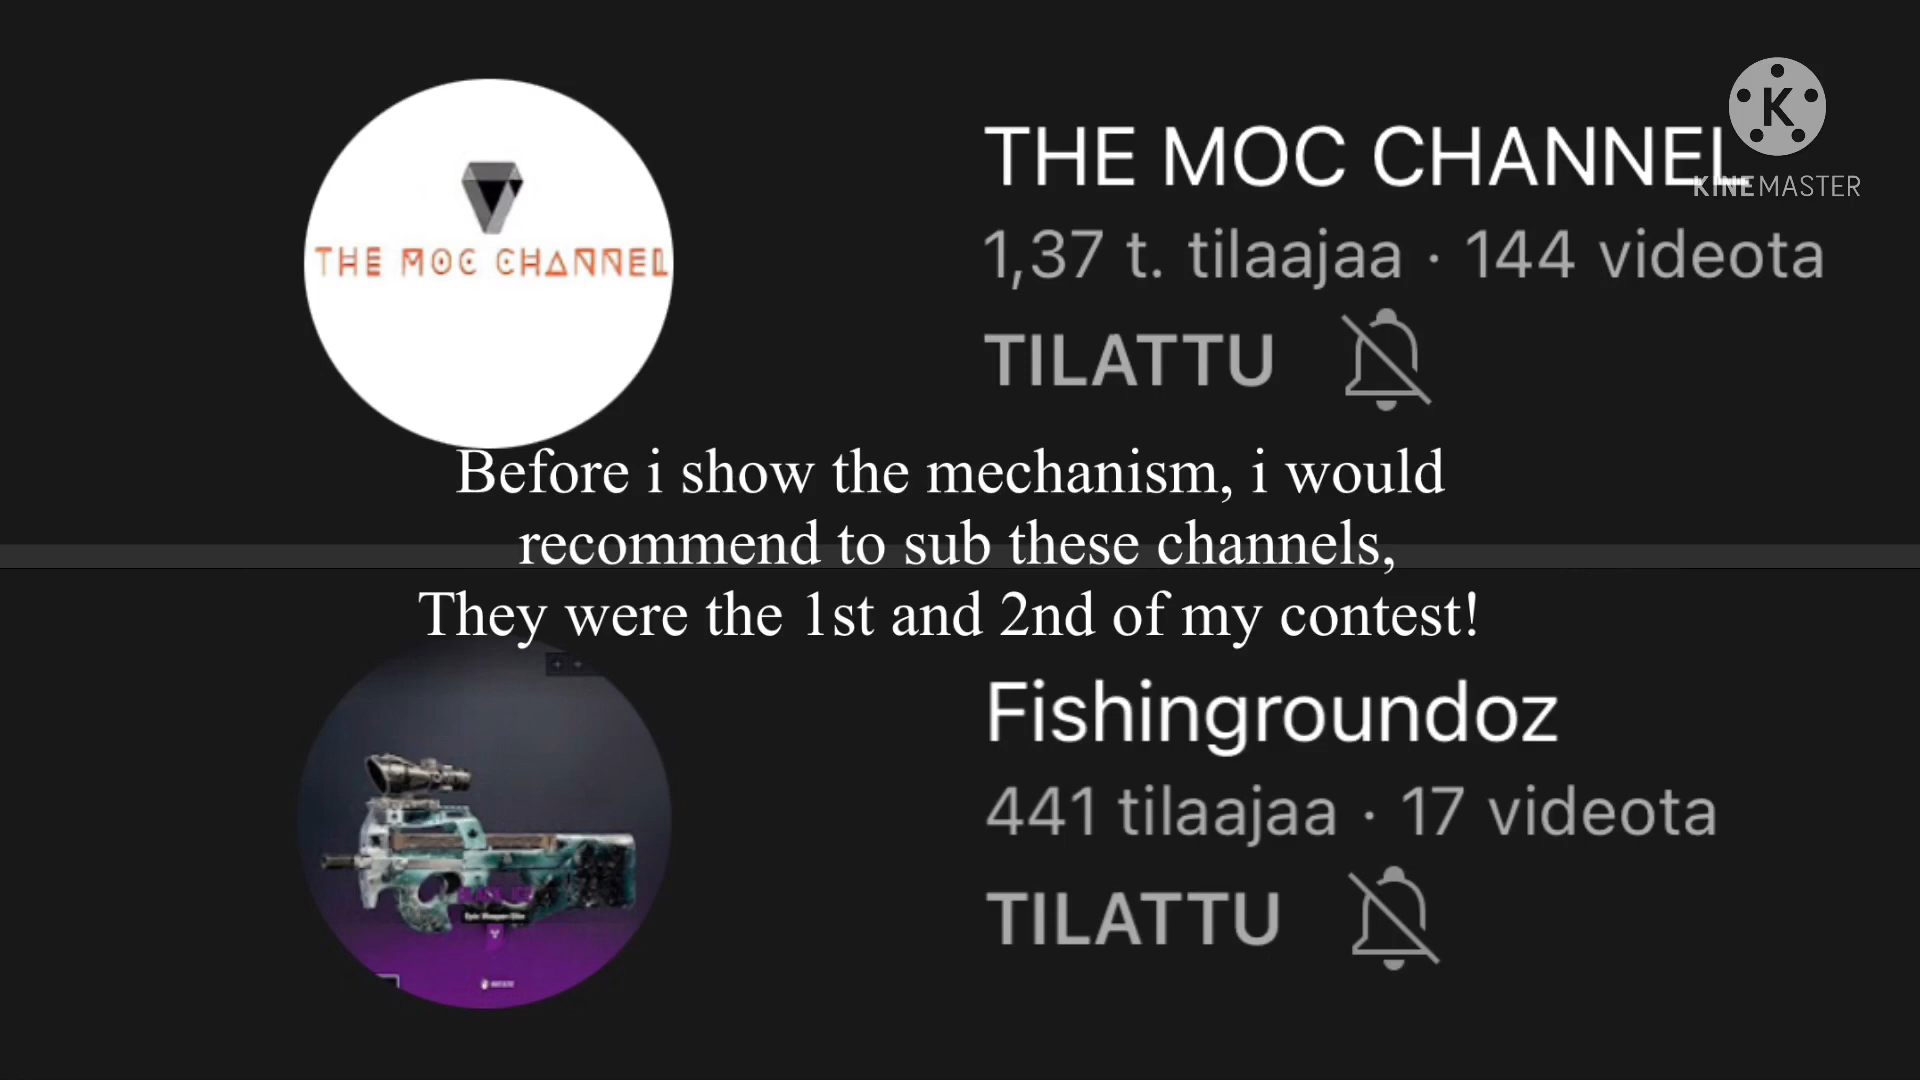 THE MOC CHANNEL
THE MOC CHANNEL
K
KINEMASTER
1,37 t. tilaajaa · 144 videota
TILATTU
Before i show the mechanism, i would
recommend to sub these channels,
They were the 1st and 2nd of my contest!
Fishingroundoz
441 tilaajaa · 17 videota
TILATTU
BLACK ICE